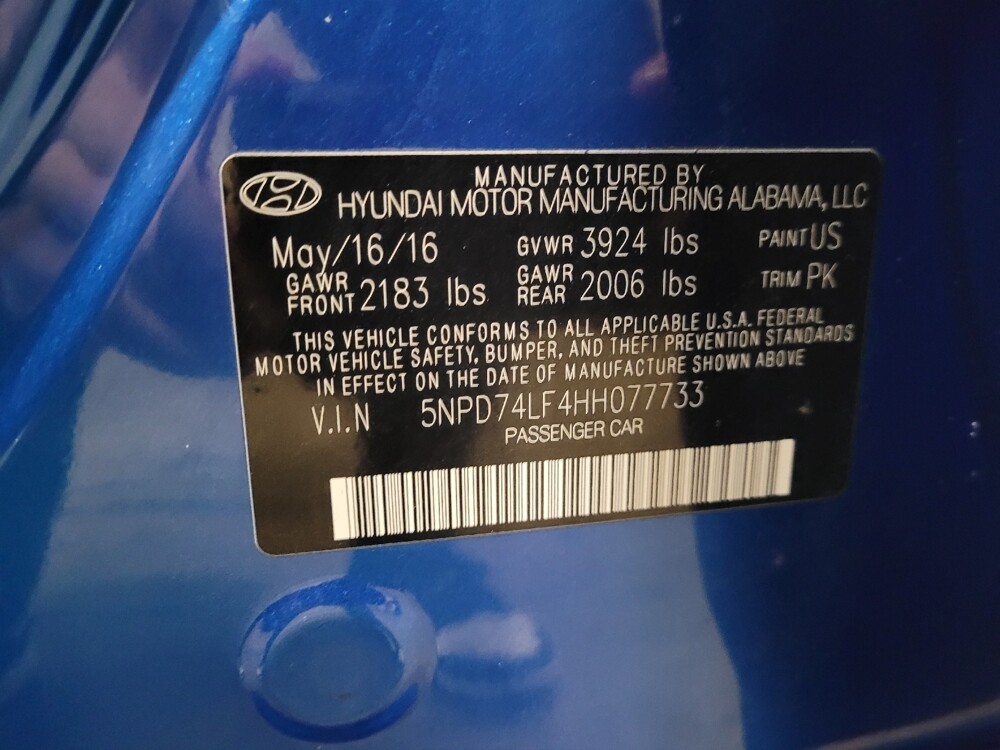 MANUFACTURED BY
HYUNDAI MOTOR MANUFACTURING ALABAMA, LLC
May/16/16 GVWR 3924 lbs PAINT US
GAWR FRONT 2183 lbs GAWR REAR 2006 lbs TRIM PK
THIS VEHICLE CONFORMS TO ALL APPLICABLE U.S.A. FEDERAL
MOTOR VEHICLE SAFETY, BUMPER, AND THEFT PREVENTION STANDARDS
IN EFFECT ON THE DATE OF MANUFACTURE SHOWN ABOVE
V.I.N 5NPD74LF4HH077733
PASSENGER CAR